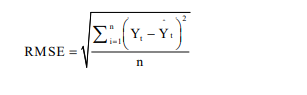 RMSE = √(∑ⁿᵢ₌₁(Yₜ − Ŷₜ)² / n)